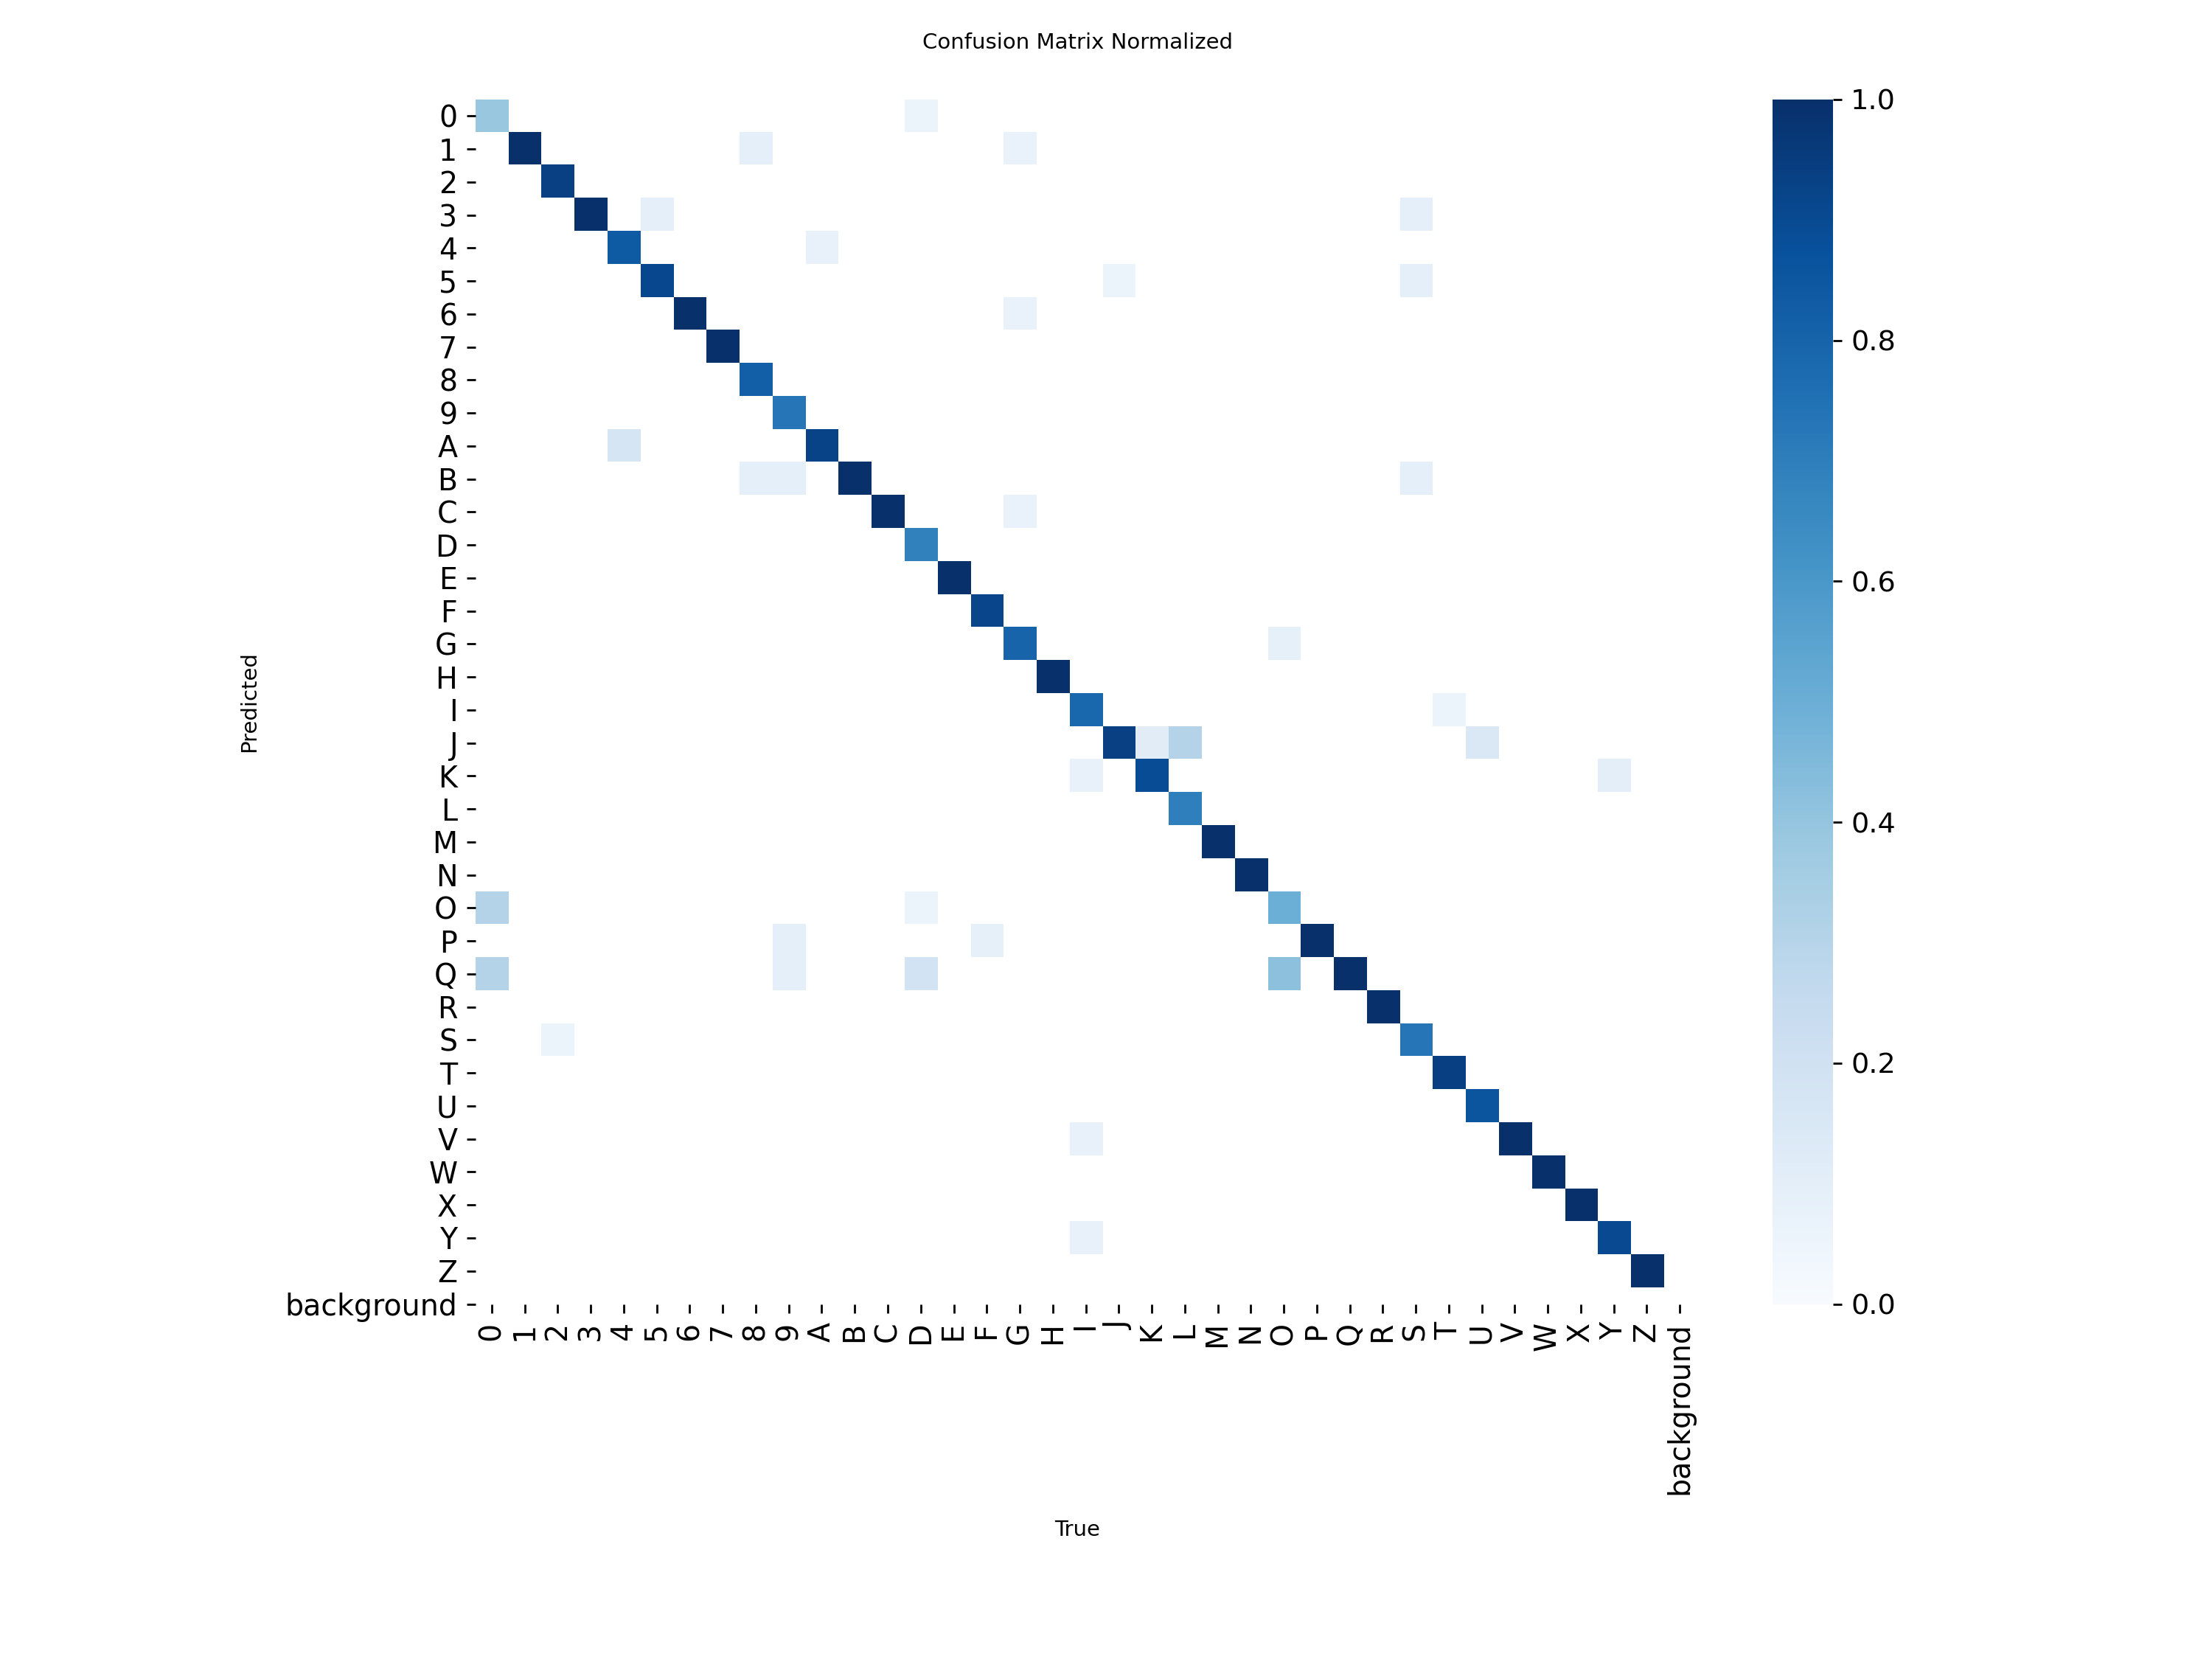 Confusion Matrix Normalized
Predicted
0
1
2
3
4
5
6
7
8
9
A
B
C
D
E
F
G
H
I
J
K
L
M
N
O
P
Q
R
S
T
U
V
W
X
Y
Z
background
0 1 2 3 4 5 6 7 8 9 A B C D E F G H I J K L M N O P Q R S T U V W X Y Z background
True
1.0
0.8
0.6
0.4
0.2
0.0